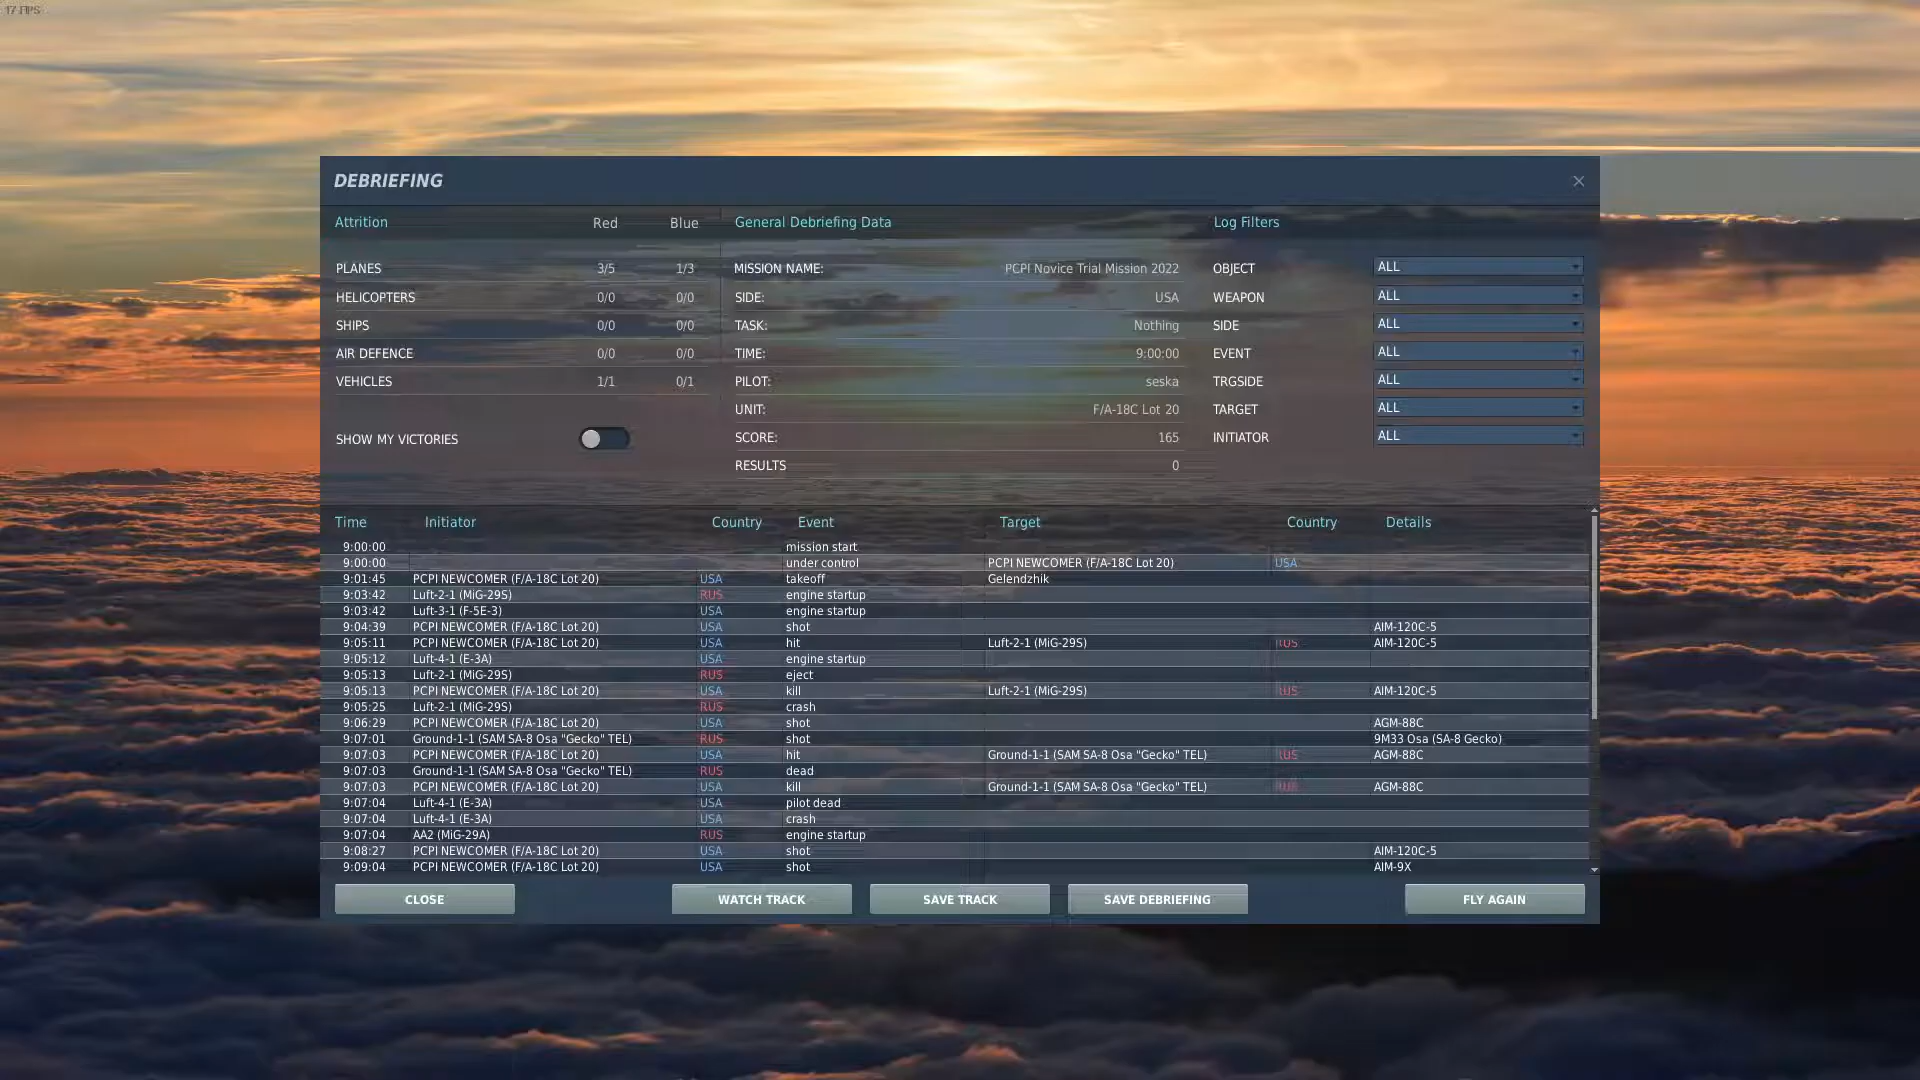 17 FPS
DEBRIEFING
Attrition Red Blue General Debriefing Data Log Filters
PLANES 3/5 1/3 MISSION NAME: PCPI Novice Trial Mission 2022 OBJECT ALL
HELICOPTERS 0/0 0/0 SIDE: USA WEAPON ALL
SHIPS 0/0 0/0 TASK: Nothing SIDE ALL
AIR DEFENCE 0/0 0/0 TIME: 9:00:00 EVENT ALL
VEHICLES 1/1 0/1 PILOT: seska TRGSIDE ALL
UNIT: F/A-18C Lot 20 TARGET ALL
SHOW MY VICTORIES SCORE: 165 INITIATOR ALL
RESULTS 0
Time Initiator Country Event Target Country Details
9:00:00 mission start
9:00:00 under control PCPI NEWCOMER (F/A-18C Lot 20) USA
9:01:45 PCPI NEWCOMER (F/A-18C Lot 20) USA takeoff Gelendzhik
9:03:42 Luft-2-1 (MiG-29S) RUS engine startup
9:03:42 Luft-3-1 (F-5E-3) USA engine startup
9:04:39 PCPI NEWCOMER (F/A-18C Lot 20) USA shot AIM-120C-5
9:05:11 PCPI NEWCOMER (F/A-18C Lot 20) USA hit Luft-2-1 (MiG-29S) RUS AIM-120C-5
9:05:12 Luft-4-1 (E-3A) USA engine startup
9:05:13 Luft-2-1 (MiG-29S) RUS eject
9:05:13 PCPI NEWCOMER (F/A-18C Lot 20) USA kill Luft-2-1 (MiG-29S) RUS AIM-120C-5
9:05:25 Luft-2-1 (MiG-29S) RUS crash
9:06:29 PCPI NEWCOMER (F/A-18C Lot 20) USA shot AGM-88C
9:07:01 Ground-1-1 (SAM SA-8 Osa "Gecko" TEL) RUS shot 9M33 Osa (SA-8 Gecko)
9:07:03 PCPI NEWCOMER (F/A-18C Lot 20) USA hit Ground-1-1 (SAM SA-8 Osa "Gecko" TEL) RUS AGM-88C
9:07:03 Ground-1-1 (SAM SA-8 Osa "Gecko" TEL) RUS dead
9:07:03 PCPI NEWCOMER (F/A-18C Lot 20) USA kill Ground-1-1 (SAM SA-8 Osa "Gecko" TEL) RUS AGM-88C
9:07:04 Luft-4-1 (E-3A) USA pilot dead
9:07:04 Luft-4-1 (E-3A) USA crash
9:07:04 AA2 (MiG-29A) RUS engine startup
9:08:27 PCPI NEWCOMER (F/A-18C Lot 20) USA shot AIM-120C-5
9:09:04 PCPI NEWCOMER (F/A-18C Lot 20) USA shot AIM-9X
CLOSE WATCH TRACK SAVE TRACK SAVE DEBRIEFING FLY AGAIN